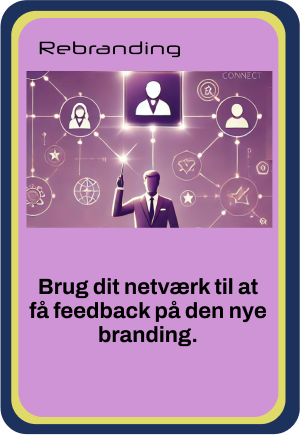 Rebranding
CONNECT
Brug dit netværk til at
få feedback på den nye
branding.